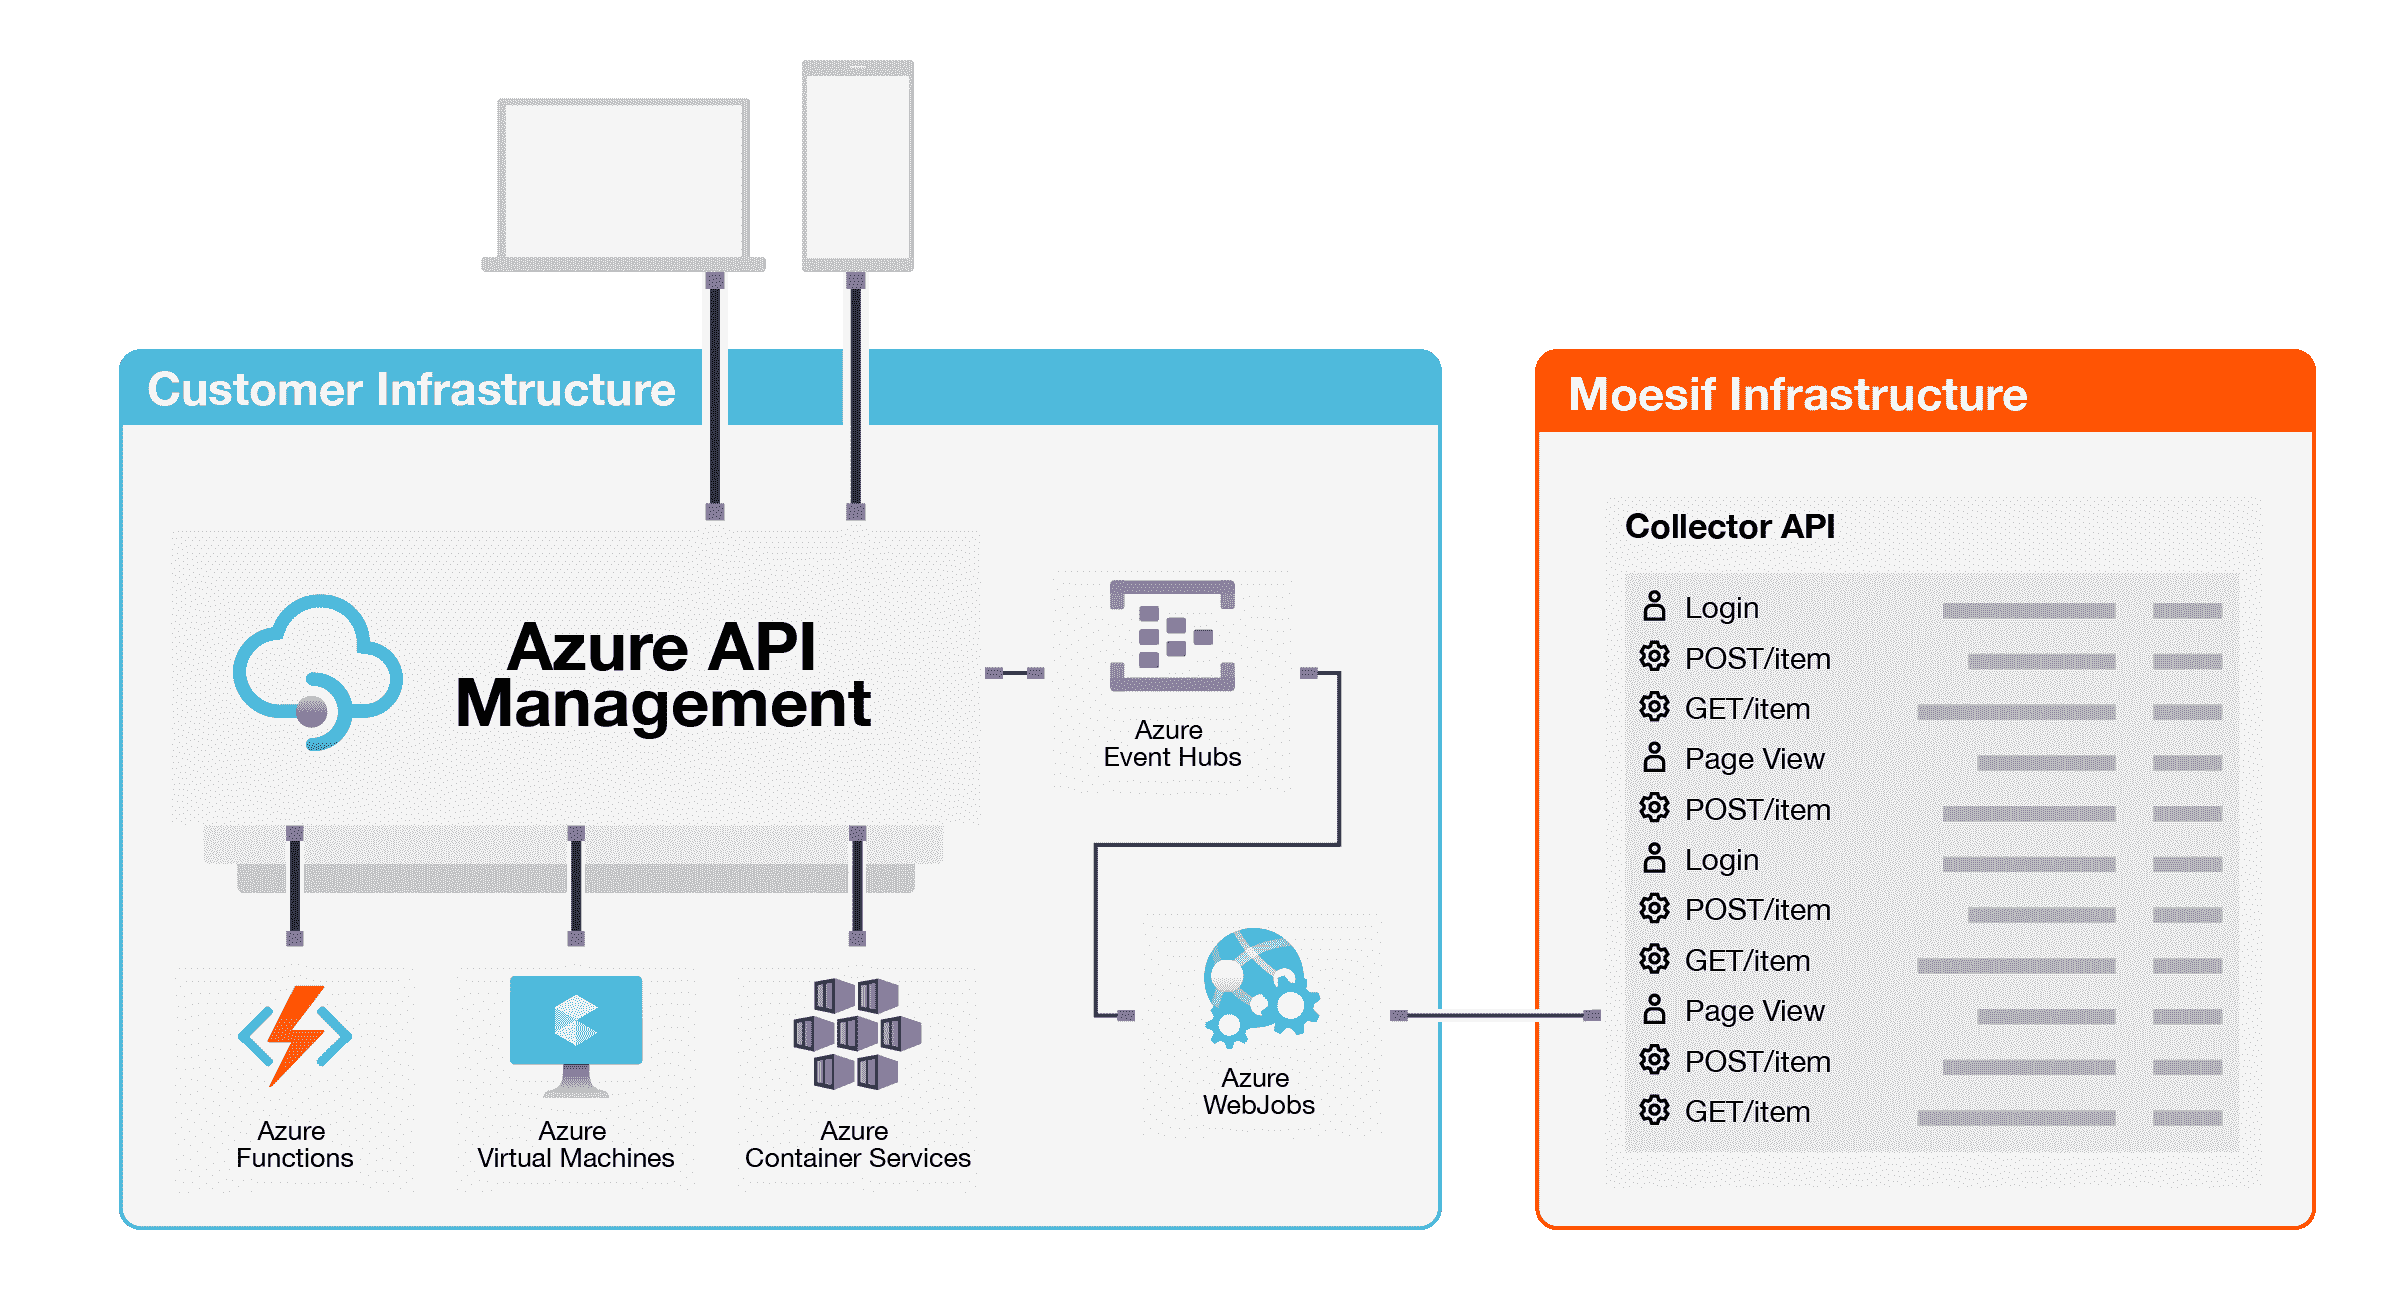 Customer Infrastructure
Azure API
Management
Azure
Event Hubs
Azure
Functions
Azure
Virtual Machines
Azure
Container Services
Azure
WebJobs
Moesif Infrastructure
Collector API
Login
POST/item
GET/item
Page View
POST/item
Login
POST/item
GET/item
Page View
POST/item
GET/item